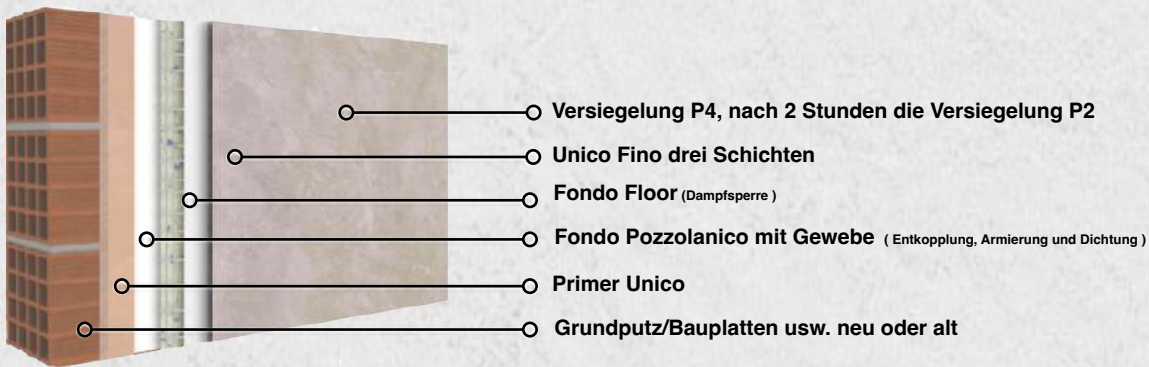 Versiegelung P4, nach 2 Stunden die Versiegelung P2
Unico Fino drei Schichten
Fondo Floor (Dampfsperre )
Fondo Pozzolanico mit Gewebe ( Entkopplung, Armierung und Dichtung )
Primer Unico
Grundputz/Bauplatten usw. neu oder alt